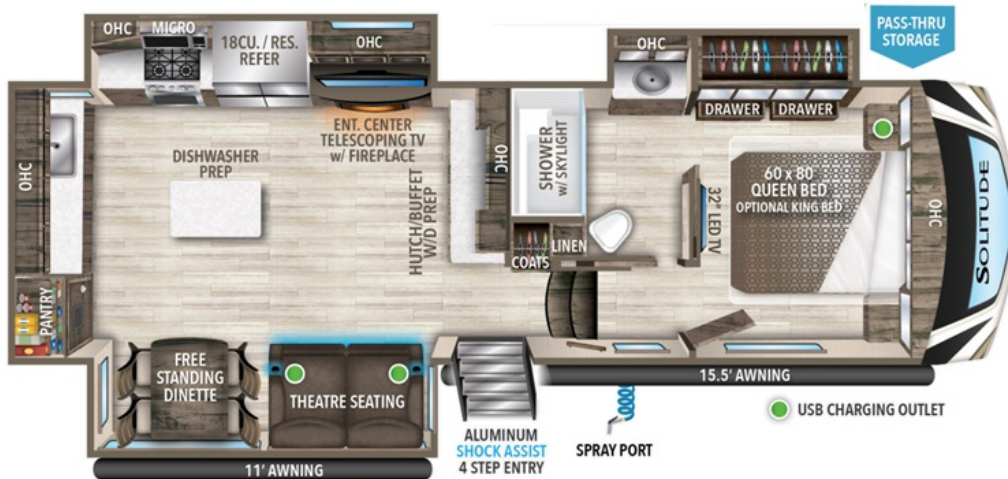 PASS-THRU
STORAGE
OHC
MICRO
18CU. / RES.
REFER
OHC
OHC
DRAWER
DRAWER
ENT. CENTER
TELESCOPING TV
w/ FIREPLACE
DISHWASHER
PREP
OHC
HUTCH/BUFFET
W/D PREP
OHC
SHOWER
w/ SKYLIGHT
32" LED TV
60 x 80
QUEEN BED
OPTIONAL KING BED
OHC
SOLITUDE
LINEN
COATS
PANTRY
FREE
STANDING
DINETTE
THEATRE SEATING
15.5' AWNING
USB CHARGING OUTLET
ALUMINUM
SHOCK ASSIST
4 STEP ENTRY
SPRAY PORT
11' AWNING